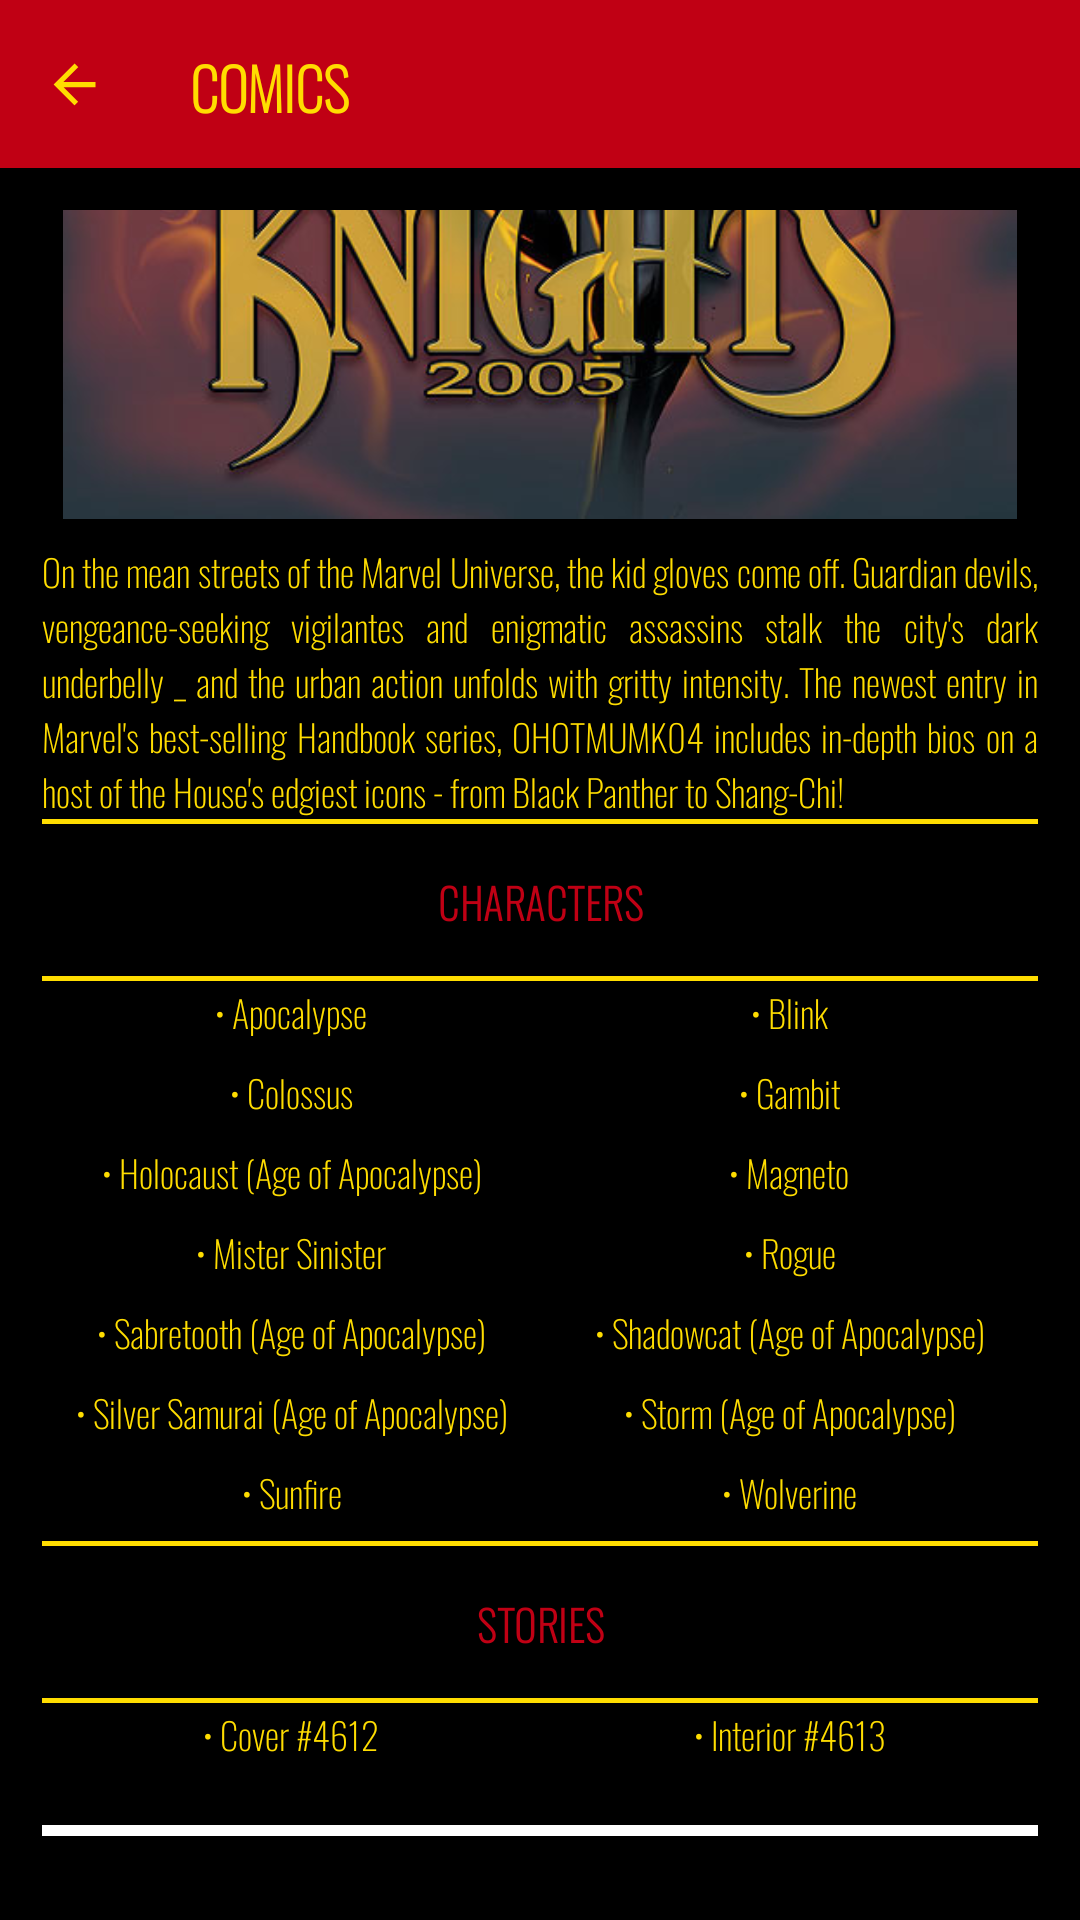 COMICS
KNIGHTS
2005
On the mean streets of the Marvel Universe, the kid gloves come off. Guardian devils,
vengeance-seeking vigilantes and enigmatic assassins stalk the city's dark
underbelly _ and the urban action unfolds with gritty intensity. The newest entry in
Marvel's best-selling Handbook series, OHOTMUMK04 includes in-depth bios on a
host of the House's edgiest icons - from Black Panther to Shang-Chi!
CHARACTERS
• Apocalypse
• Blink
• Colossus
• Gambit
• Holocaust (Age of Apocalypse)
• Magneto
• Mister Sinister
• Rogue
• Sabretooth (Age of Apocalypse)
• Shadowcat (Age of Apocalypse)
• Silver Samurai (Age of Apocalypse)
• Storm (Age of Apocalypse)
• Sunfire
• Wolverine
STORIES
• Cover #4612
• Interior #4613